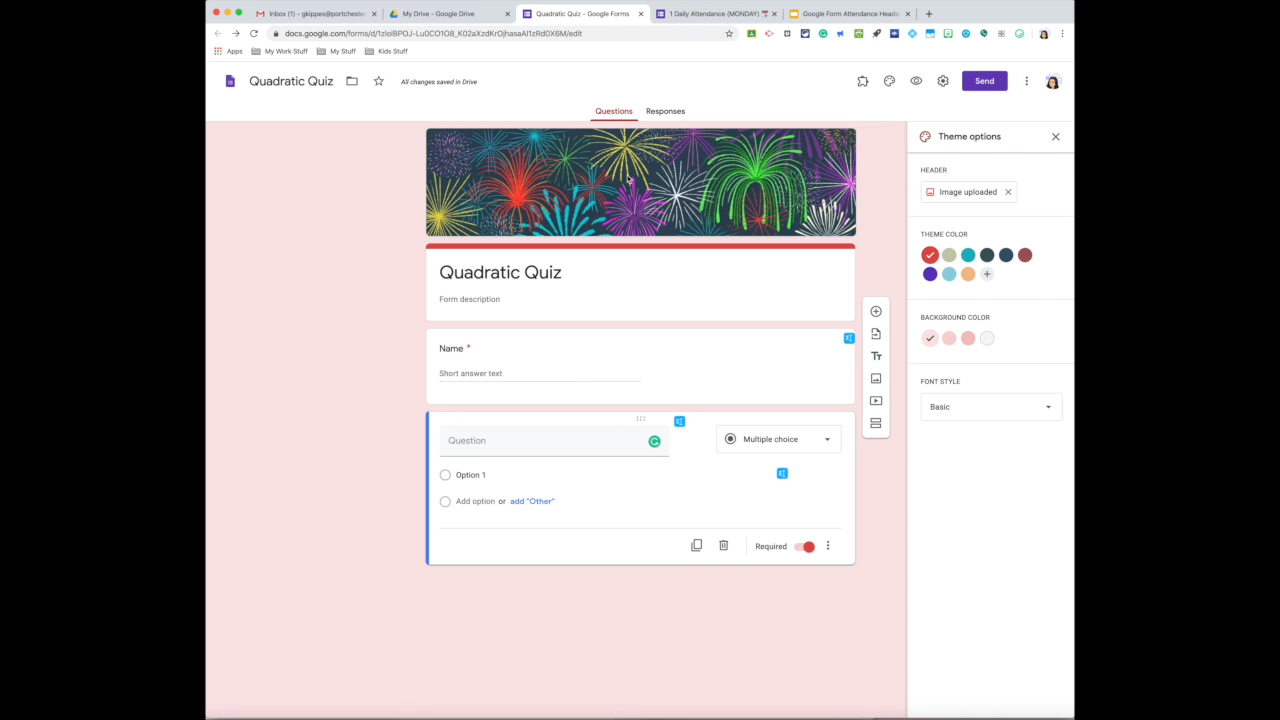 Inbox (1) - gkippes@portcheste
My Drive - Google Drive
Quadratic Quiz - Google Forms
1 Daily Attendance (MONDAY)
Google Form Attendance Heade
docs.google.com/forms/d/
/edit
Apps
My Work Stuff
My Stuff
Kids Stuff
Quadratic Quiz
All changes saved in Drive
Send
Questions
Responses
Theme options
HEADER
Image uploaded
THEME COLOR
Quadratic Quiz
Form description
BACKGROUND COLOR
Name *
Short answer text
FONT STYLE
Basic
Question
Multiple choice
Option 1
Add option or add "Other"
Required